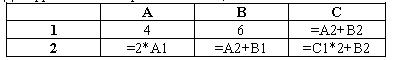 A B C
1 4 6 =A2+B2
2 =2*A1 =A2+B1 =C1*2+B2